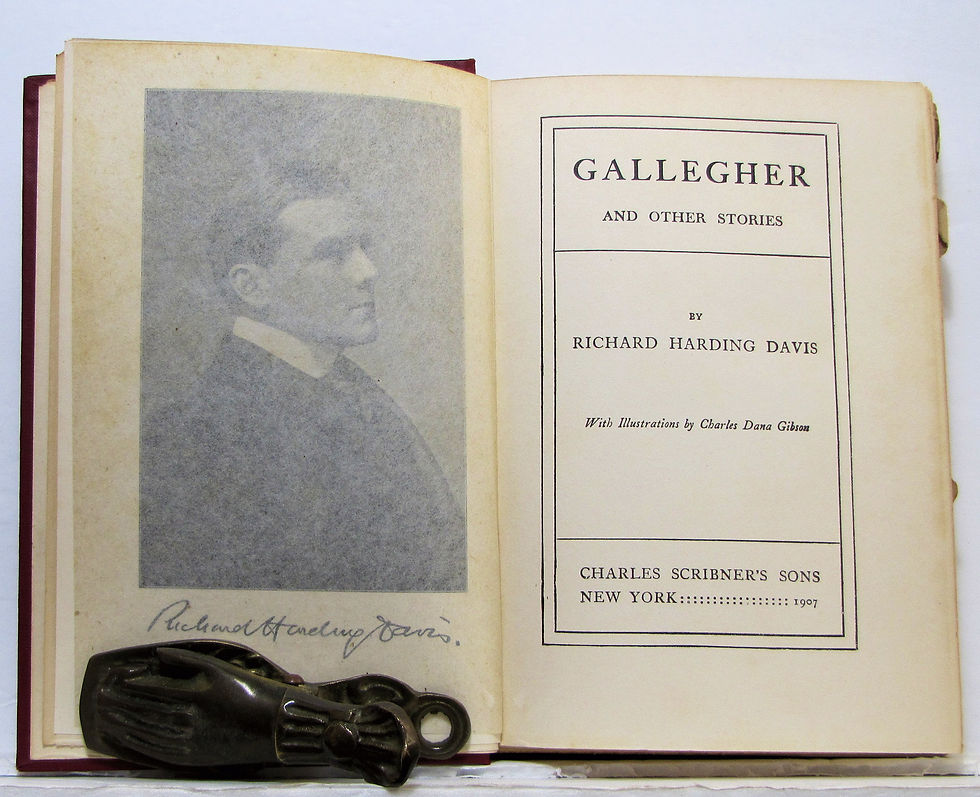 Richard Harding Davis.
GALLEGHER
AND OTHER STORIES
BY
RICHARD HARDING DAVIS
With Illustrations by Charles Dana Gibson
CHARLES SCRIBNER'S SONS
NEW YORK::::::::::::::::::: 1907